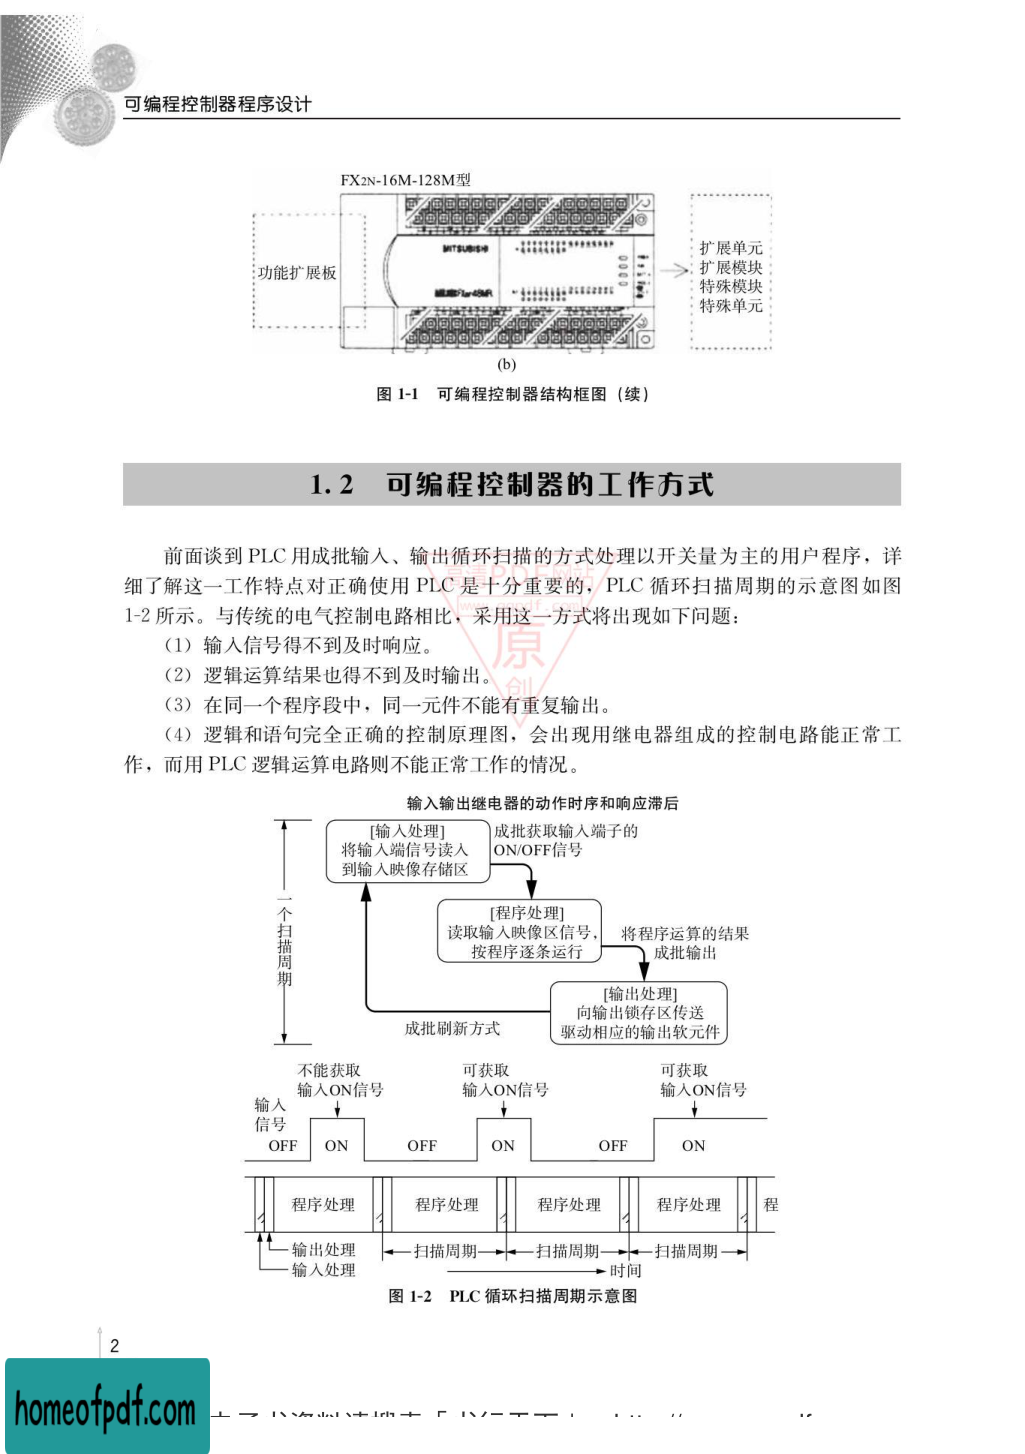 可编程控制器程序设计
FX2N-16M-128M型
MITSUBISHI
功能扩展板
扩展单元
扩展模块
特殊模块
特殊单元
(b)
图 1-1 可编程控制器结构框图（续）
1. 2 可编程控制器的工作方式
前面谈到 PLC 用成批输入、输出循环扫描的方式处理以开关量为主的用户程序，详
细了解这一工作特点对正确使用 PLC 是十分重要的，PLC 循环扫描周期的示意图如图
1-2 所示。与传统的电气控制电路相比，采用这一方式将出现如下问题：
（1）输入信号得不到及时响应。
（2）逻辑运算结果也得不到及时输出。
（3）在同一个程序段中，同一元件不能有重复输出。
（4）逻辑和语句完全正确的控制原理图，会出现用继电器组成的控制电路能正常工
作，而用 PLC 逻辑运算电路则不能正常工作的情况。
高清PDF网站
原
创
输入输出继电器的动作时序和响应滞后
[输入处理]
将输入端信号读入
到输入映像存储区
成批获取输入端子的
ON/OFF信号
一个扫描周期
[程序处理]
读取输入映像区信号，
按程序逐条运行
将程序运算的结果
成批输出
[输出处理]
向输出锁存区传送
驱动相应的输出软元件
成批刷新方式
不能获取
输入ON信号
可获取
输入ON信号
可获取
输入ON信号
输入
信号
OFF ON OFF ON OFF ON
程序处理 程序处理 程序处理 程序处理 程
输出处理
输入处理
扫描周期 扫描周期 扫描周期
时间
图 1-2 PLC 循环扫描周期示意图
2
homeofpdf.com